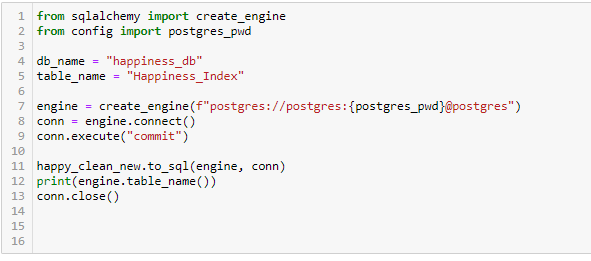 1 from sqlalchemy import create_engine
2 from config import postgres_pwd
3
4 db_name = "happiness_db"
5 table_name = "Happiness_Index"
6
7 engine = create_engine(f"postgres://postgres:{postgres_pwd}@postgres")
8 conn = engine.connect()
9 conn.execute("commit")
10
11 happy_clean_new.to_sql(engine, conn)
12 print(engine.table_name())
13 conn.close()
14
15
16